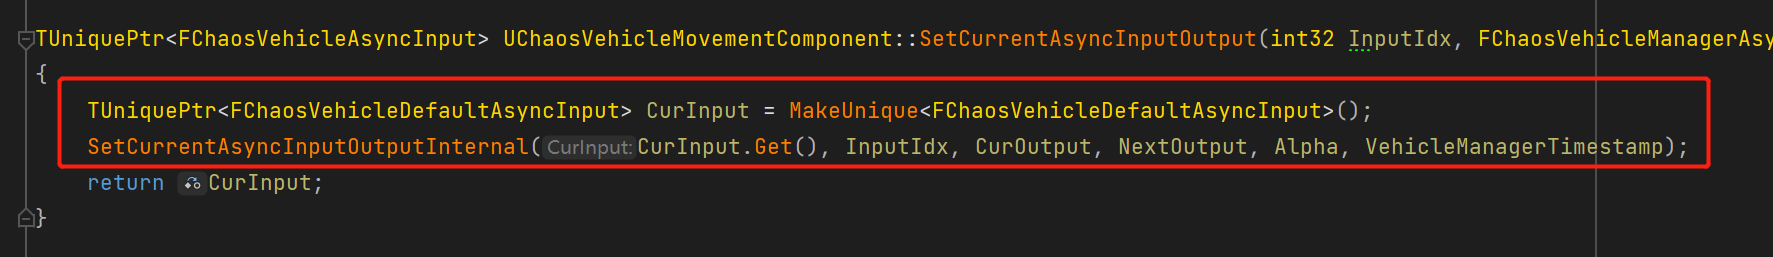 TUniquePtr<FChaosVehicleAsyncInput> UChaosVehicleMovementComponent::SetCurrentAsyncInputOutput(int32 InputIdx, FChaosVehicleManagerAsy
{
TUniquePtr<FChaosVehicleDefaultAsyncInput> CurInput = MakeUnique<FChaosVehicleDefaultAsyncInput>();
SetCurrentAsyncInputOutputInternal(CurInput:CurInput.Get(), InputIdx, CurOutput, NextOutput, Alpha, VehicleManagerTimestamp);
return CurInput;
}